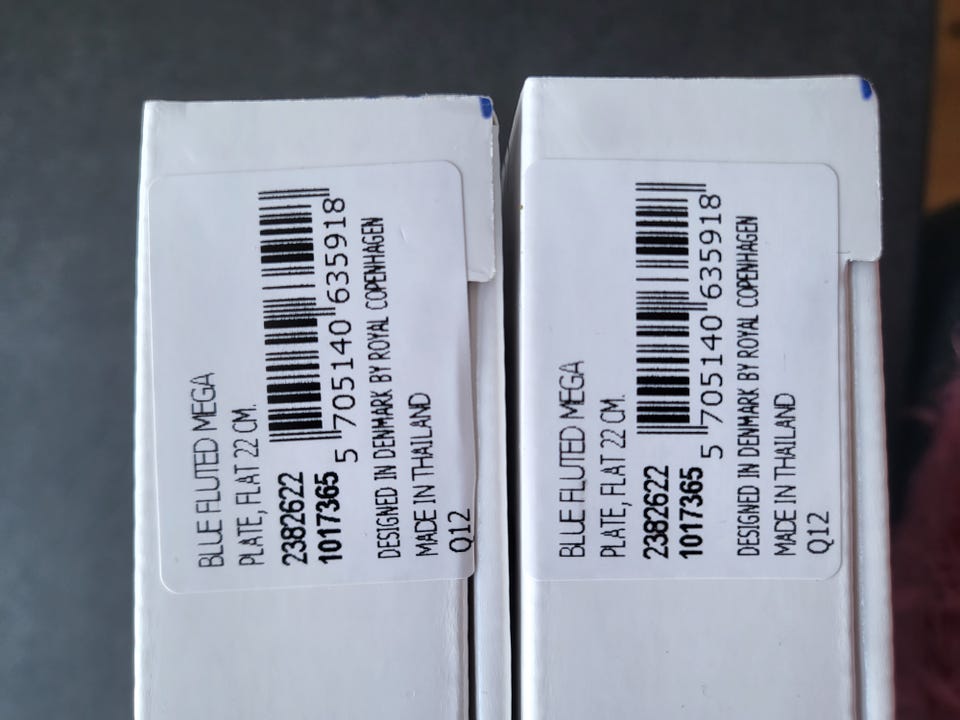 BLUE FLUTED MEGA
PLATE, FLAT 22 CM.
2382622
1017365
5 705140 635918
DESIGNED IN DENMARK BY ROYAL COPENHAGEN
MADE IN THAILAND
Q12
BLUE FLUTED MEGA
PLATE, FLAT 22 CM.
2382622
1017365
5 705140 635918
DESIGNED IN DENMARK BY ROYAL COPENHAGEN
MADE IN THAILAND
Q12